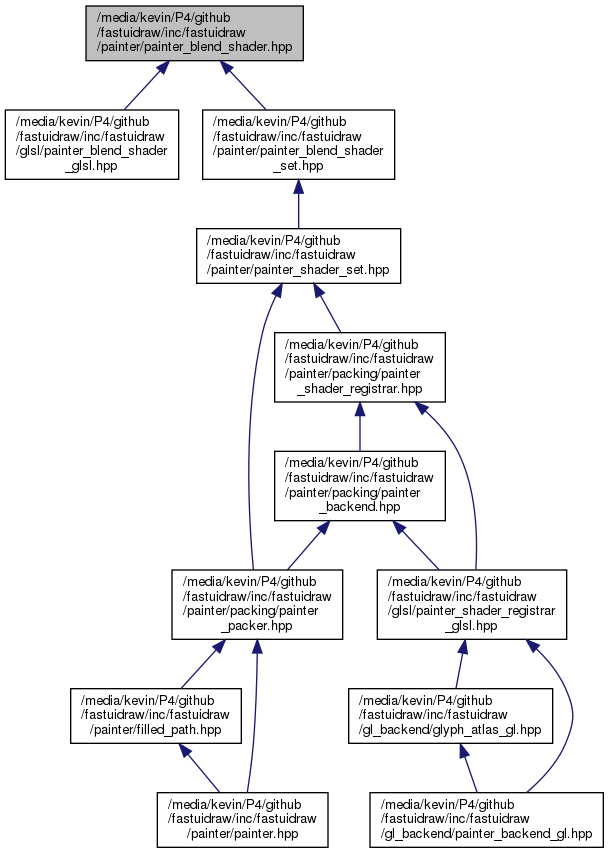 /media/kevin/P4/github
/fastuidraw/inc/fastuidraw
/painter/painter_blend_shader.hpp
/media/kevin/P4/github
/fastuidraw/inc/fastuidraw
/glsl/painter_blend_shader
_glsl.hpp
/media/kevin/P4/github
/fastuidraw/inc/fastuidraw
/painter/painter_blend_shader
_set.hpp
/media/kevin/P4/github
/fastuidraw/inc/fastuidraw
/painter/painter_shader_set.hpp
/media/kevin/P4/github
/fastuidraw/inc/fastuidraw
/painter/packing/painter
_shader_registrar.hpp
/media/kevin/P4/github
/fastuidraw/inc/fastuidraw
/painter/packing/painter
_backend.hpp
/media/kevin/P4/github
/fastuidraw/inc/fastuidraw
/painter/packing/painter
_packer.hpp
/media/kevin/P4/github
/fastuidraw/inc/fastuidraw
/glsl/painter_shader_registrar
_glsl.hpp
/media/kevin/P4/github
/fastuidraw/inc/fastuidraw
/painter/filled_path.hpp
/media/kevin/P4/github
/fastuidraw/inc/fastuidraw
/gl_backend/glyph_atlas_gl.hpp
/media/kevin/P4/github
/fastuidraw/inc/fastuidraw
/painter/painter.hpp
/media/kevin/P4/github
/fastuidraw/inc/fastuidraw
/gl_backend/painter_backend_gl.hpp